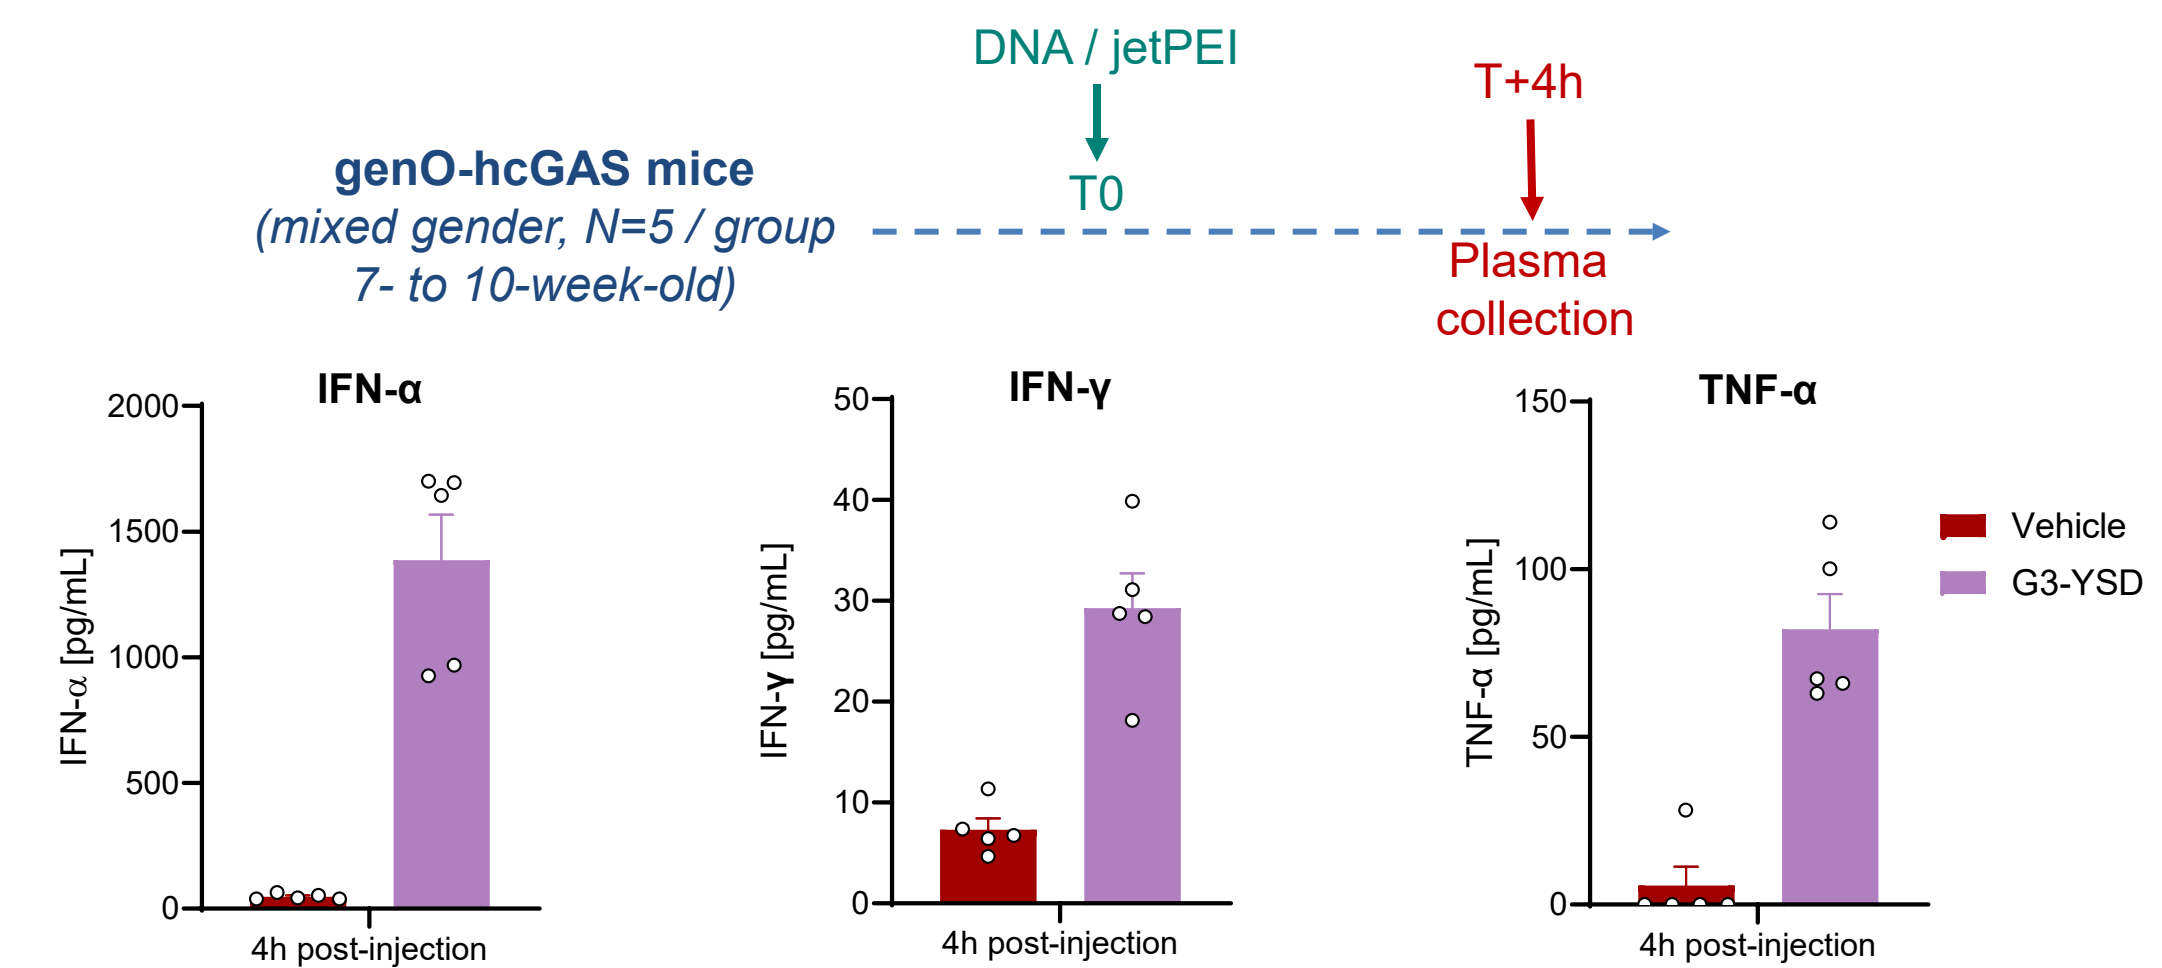 DNA / jetPEI
T+4h
genO-hcGAS mice
(mixed gender, N=5 / group
7- to 10-week-old)
T0
Plasma
collection
IFN-α
2000
1500
1000
500
0
IFN-α [pg/mL]
4h post-injection
IFN-γ
50
40
30
20
10
0
IFN-γ [pg/mL]
4h post-injection
TNF-α
150
100
50
0
TNF-α [pg/mL]
4h post-injection
Vehicle
G3-YSD